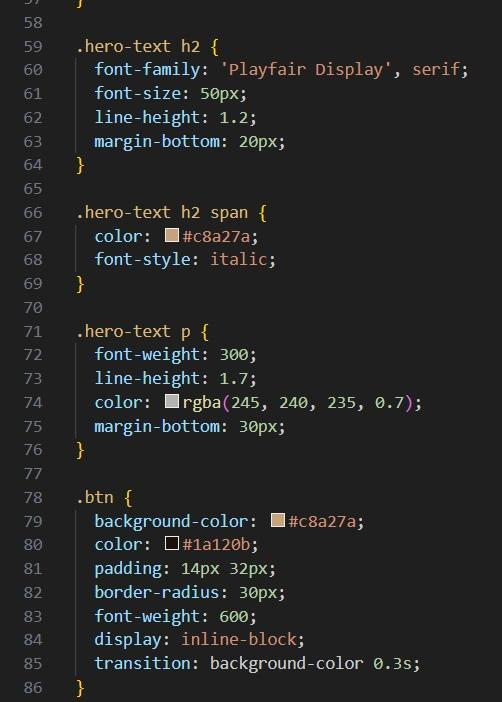 57 }
58
59 .hero-text h2 {
60 font-family: 'Playfair Display', serif;
61 font-size: 50px;
62 line-height: 1.2;
63 margin-bottom: 20px;
64 }
65
66 .hero-text h2 span {
67 color: #c8a27a;
68 font-style: italic;
69 }
70
71 .hero-text p {
72 font-weight: 300;
73 line-height: 1.7;
74 color: rgba(245, 240, 235, 0.7);
75 margin-bottom: 30px;
76 }
77
78 .btn {
79 background-color: #c8a27a;
80 color: #1a120b;
81 padding: 14px 32px;
82 border-radius: 30px;
83 font-weight: 600;
84 display: inline-block;
85 transition: background-color 0.3s;
86 }